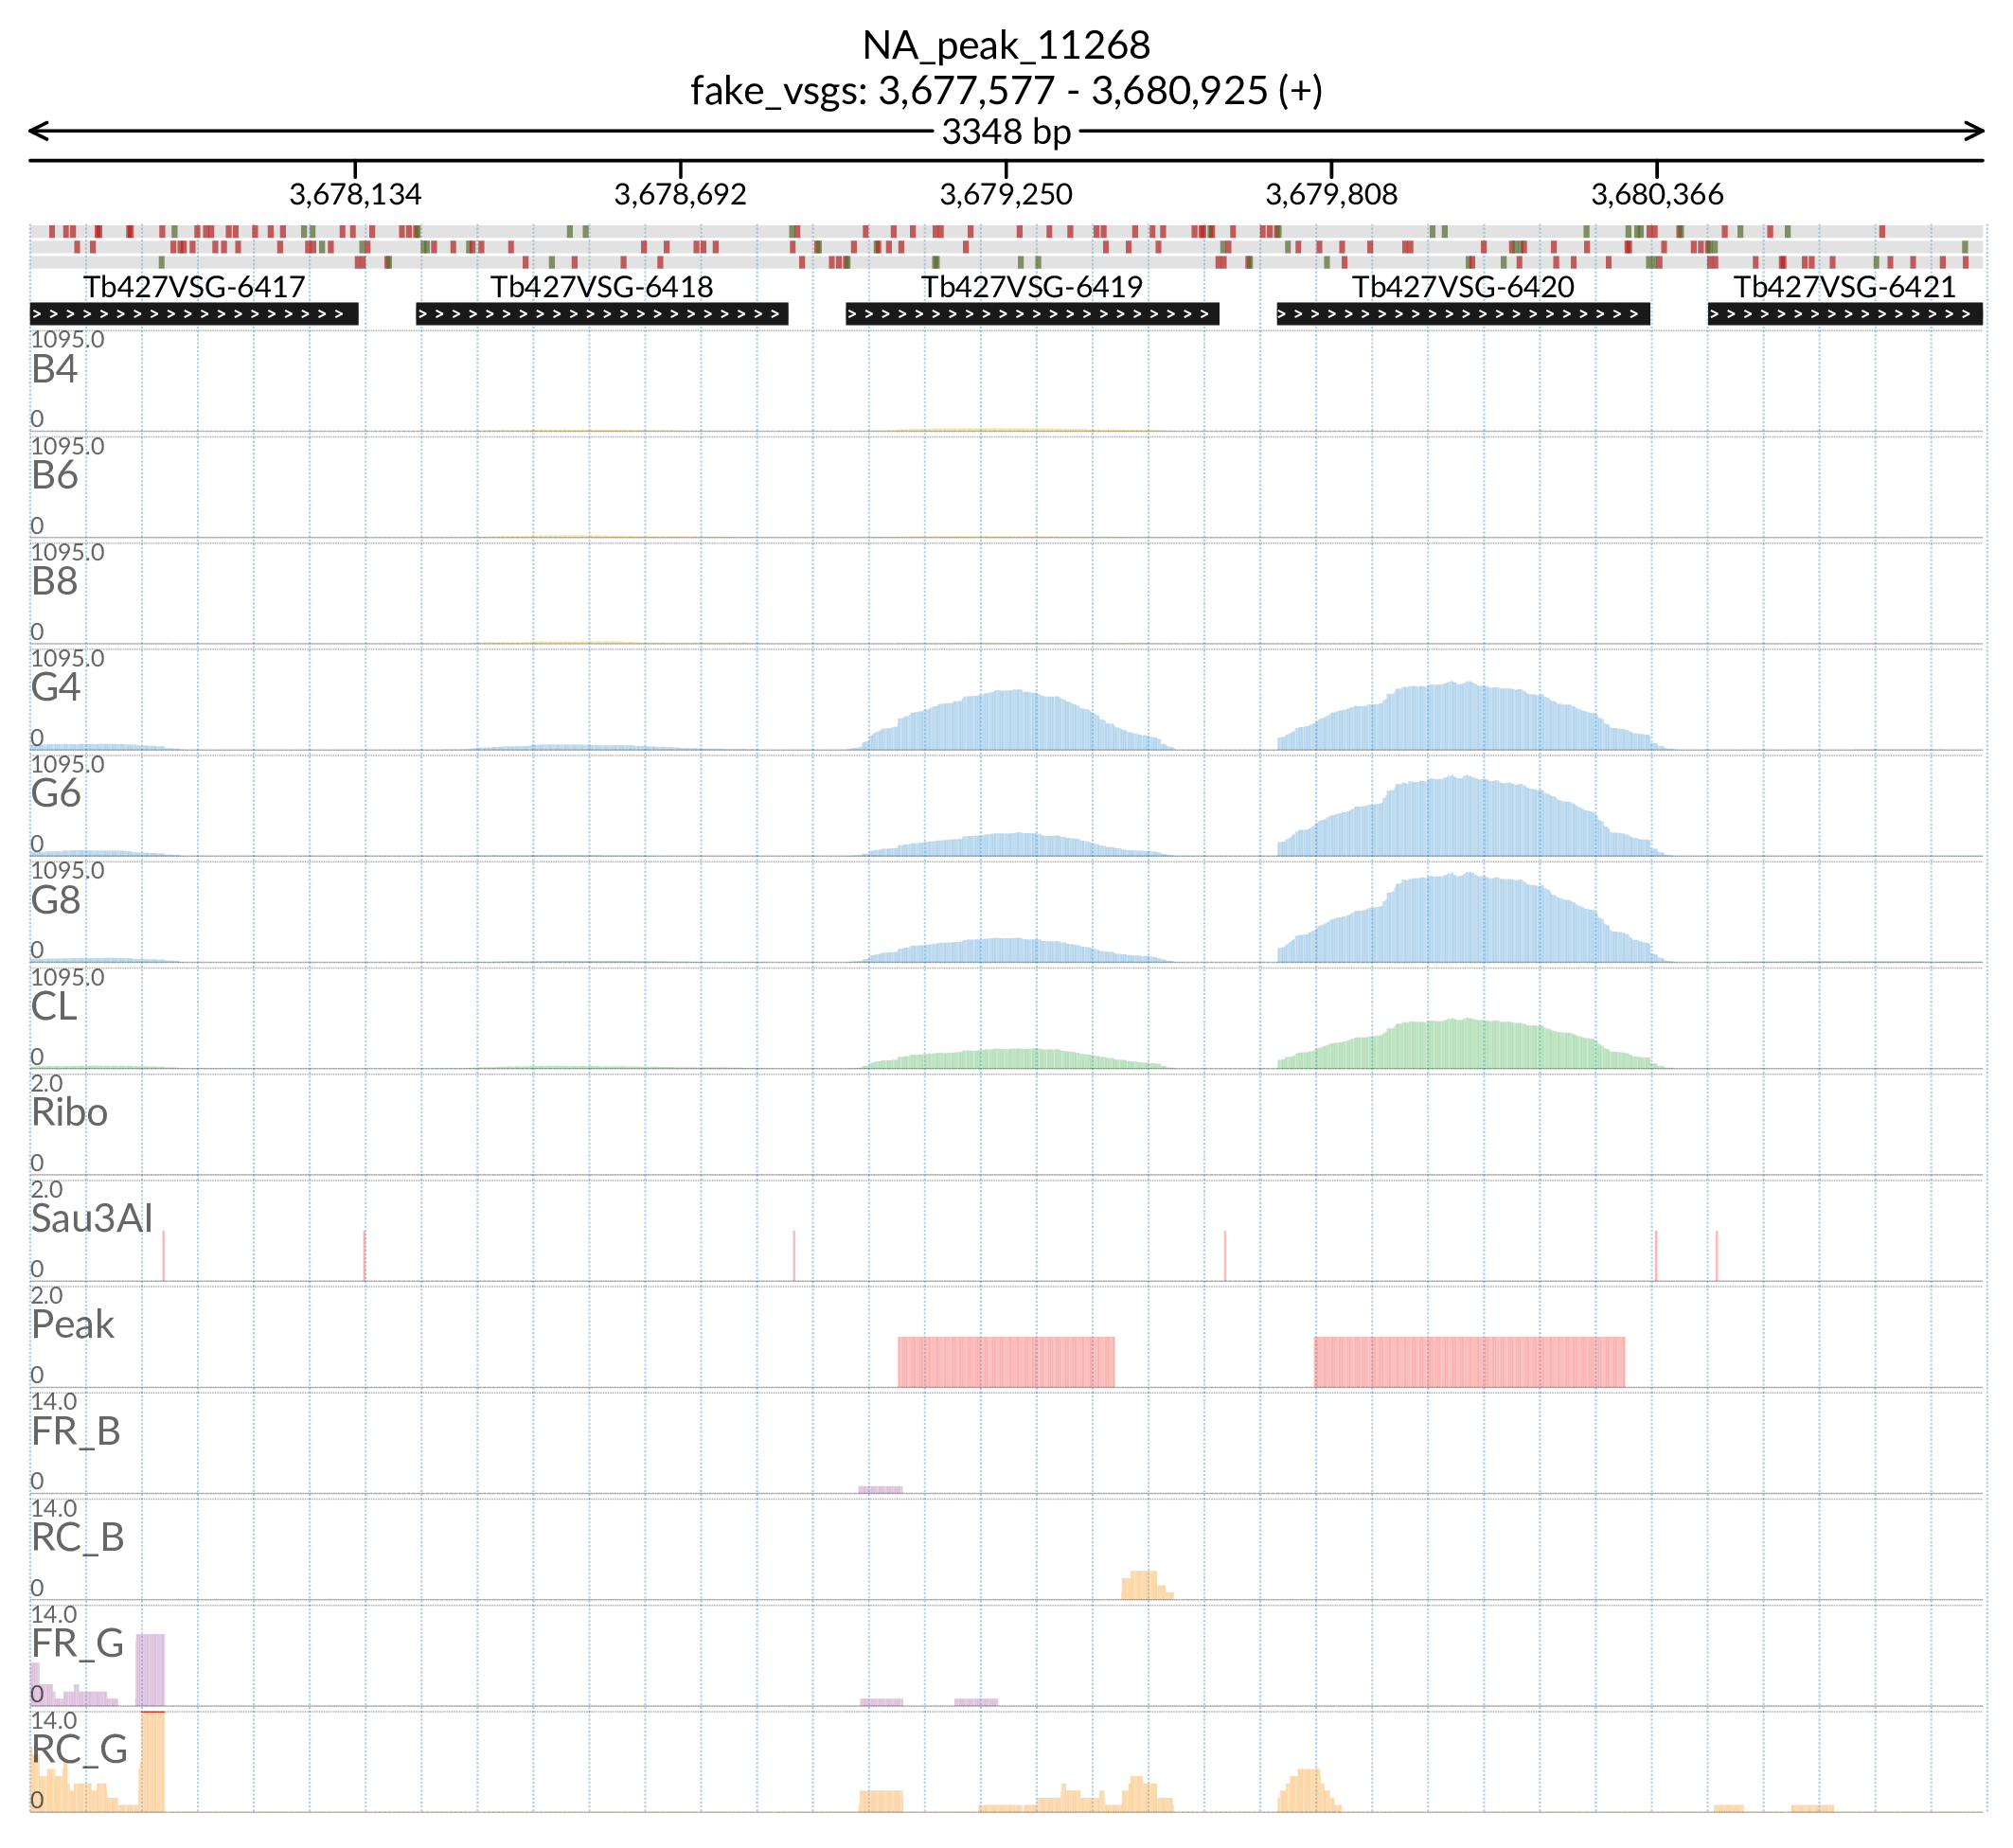 NA_peak_11268
fake_vsgs: 3,677,577 - 3,680,925 (+)
3348 bp
3,678,134 3,678,692 3,679,250 3,679,808 3,680,366
Tb427VSG-6417 Tb427VSG-6418 Tb427VSG-6419 Tb427VSG-6420 Tb427VSG-6421
1095.0
B4
0
1095.0
B6
0
1095.0
B8
0
1095.0
G4
0
1095.0
G6
0
1095.0
G8
0
1095.0
CL
0
2.0
Ribo
0
2.0
Sau3AI
0
2.0
Peak
0
14.0
FR_B
0
14.0
RC_B
0
14.0
FR_G
0
14.0
RC_G
0